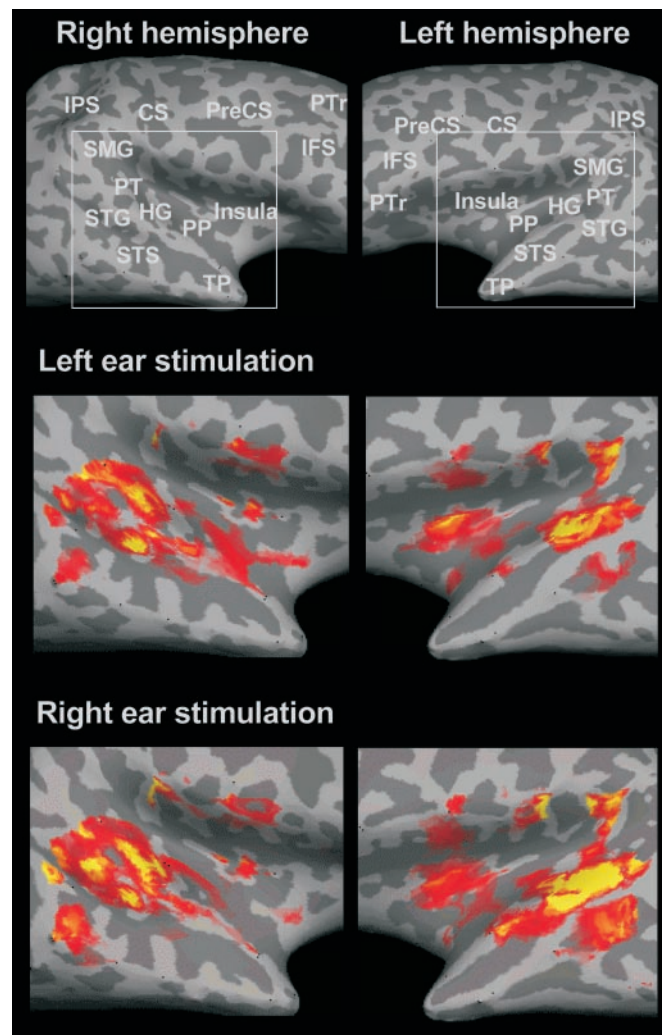 Right hemisphere
IPS CS PreCS PTr
SMG IFS
PT
STG HG PP Insula
STS
TP
Left hemisphere
PreCS CS IPS
IFS SMG
PTr Insula HG PT
PP STG
STS
TP
Left ear stimulation
Right ear stimulation